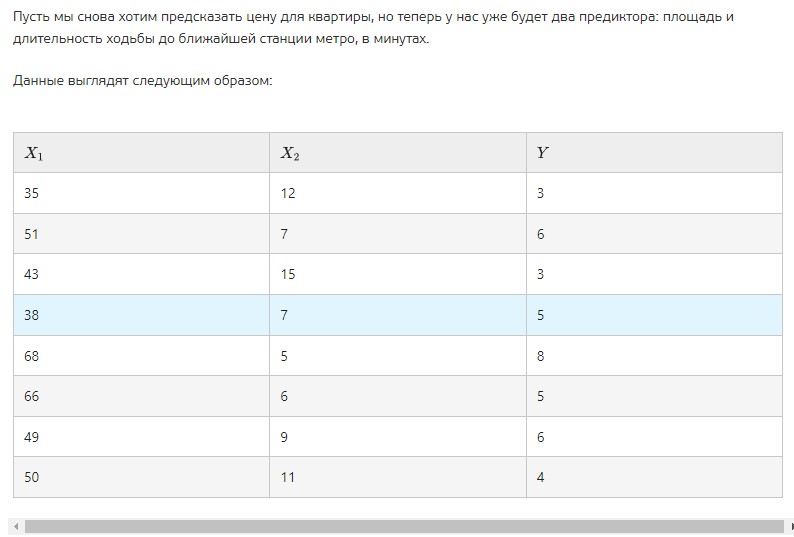 Пусть мы снова хотим предсказать цену для квартиры, но теперь у нас уже будет два предиктора: площадь и
длительность ходьбы до ближайшей станции метро, в минутах.
Данные выглядят следующим образом:
X₁ X₂ Y
35 12 3
51 7 6
43 15 3
38 7 5
68 5 8
66 6 5
49 9 6
50 11 4